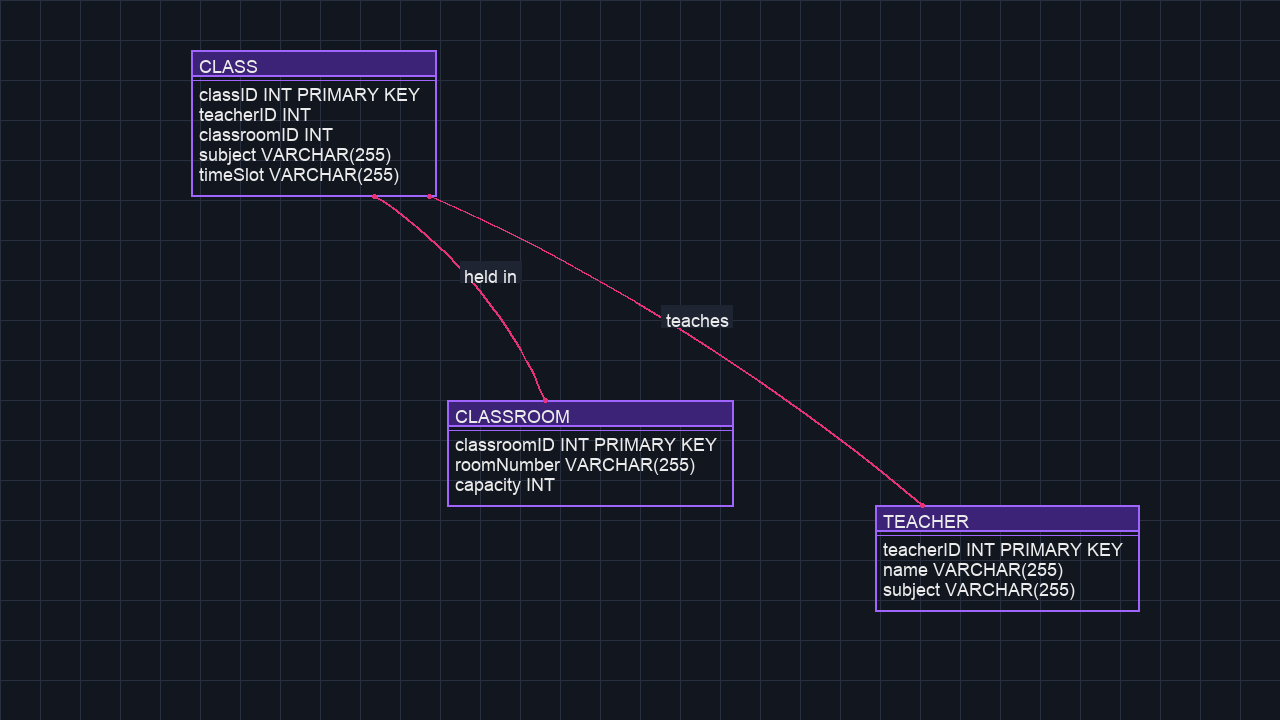 CLASS
classID INT PRIMARY KEY
teacherID INT
classroomID INT
subject VARCHAR(255)
timeSlot VARCHAR(255)
held in
teaches
CLASSROOM
classroomID INT PRIMARY KEY
roomNumber VARCHAR(255)
capacity INT
TEACHER
teacherID INT PRIMARY KEY
name VARCHAR(255)
subject VARCHAR(255)